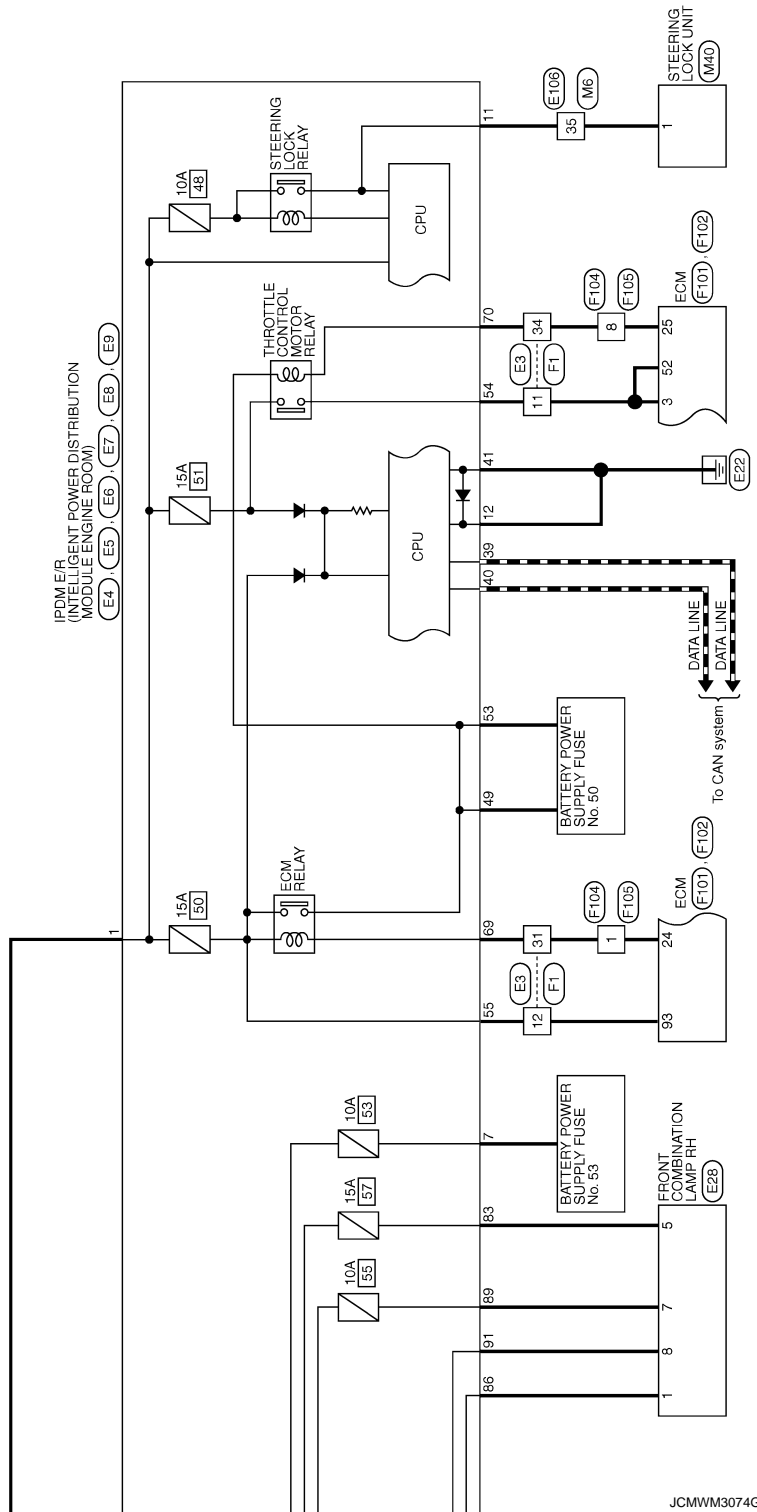 IPDM E/R
(INTELLIGENT POWER DISTRIBUTION
MODULE ENGINE ROOM)
E4 , E5 , E6 , E7 , E8 , E9
1
15A
50
15A
51
10A
48
ECM
RELAY
THROTTLE
CONTROL
MOTOR
RELAY
STEERING
LOCK
RELAY
10A
55
15A
57
10A
53
CPU
CPU
86
91
89
83
7
55
69
49
53
40
39
12
41
54
70
11
E3
F1
12
31
F104
F105
1
E3
F1
11
34
F104
F105
8
E106
M6
35
1
8
7
5
FRONT
COMBINATION
LAMP RH
E28
BATTERY POWER
SUPPLY FUSE
No. 53
93
24
ECM
F101 , F102
BATTERY POWER
SUPPLY FUSE
No. 50
DATA LINE
DATA LINE
To CAN system
E22
3
52
25
ECM
F101 , F102
1
STEERING
LOCK UNIT
M40
JCMWM3074G